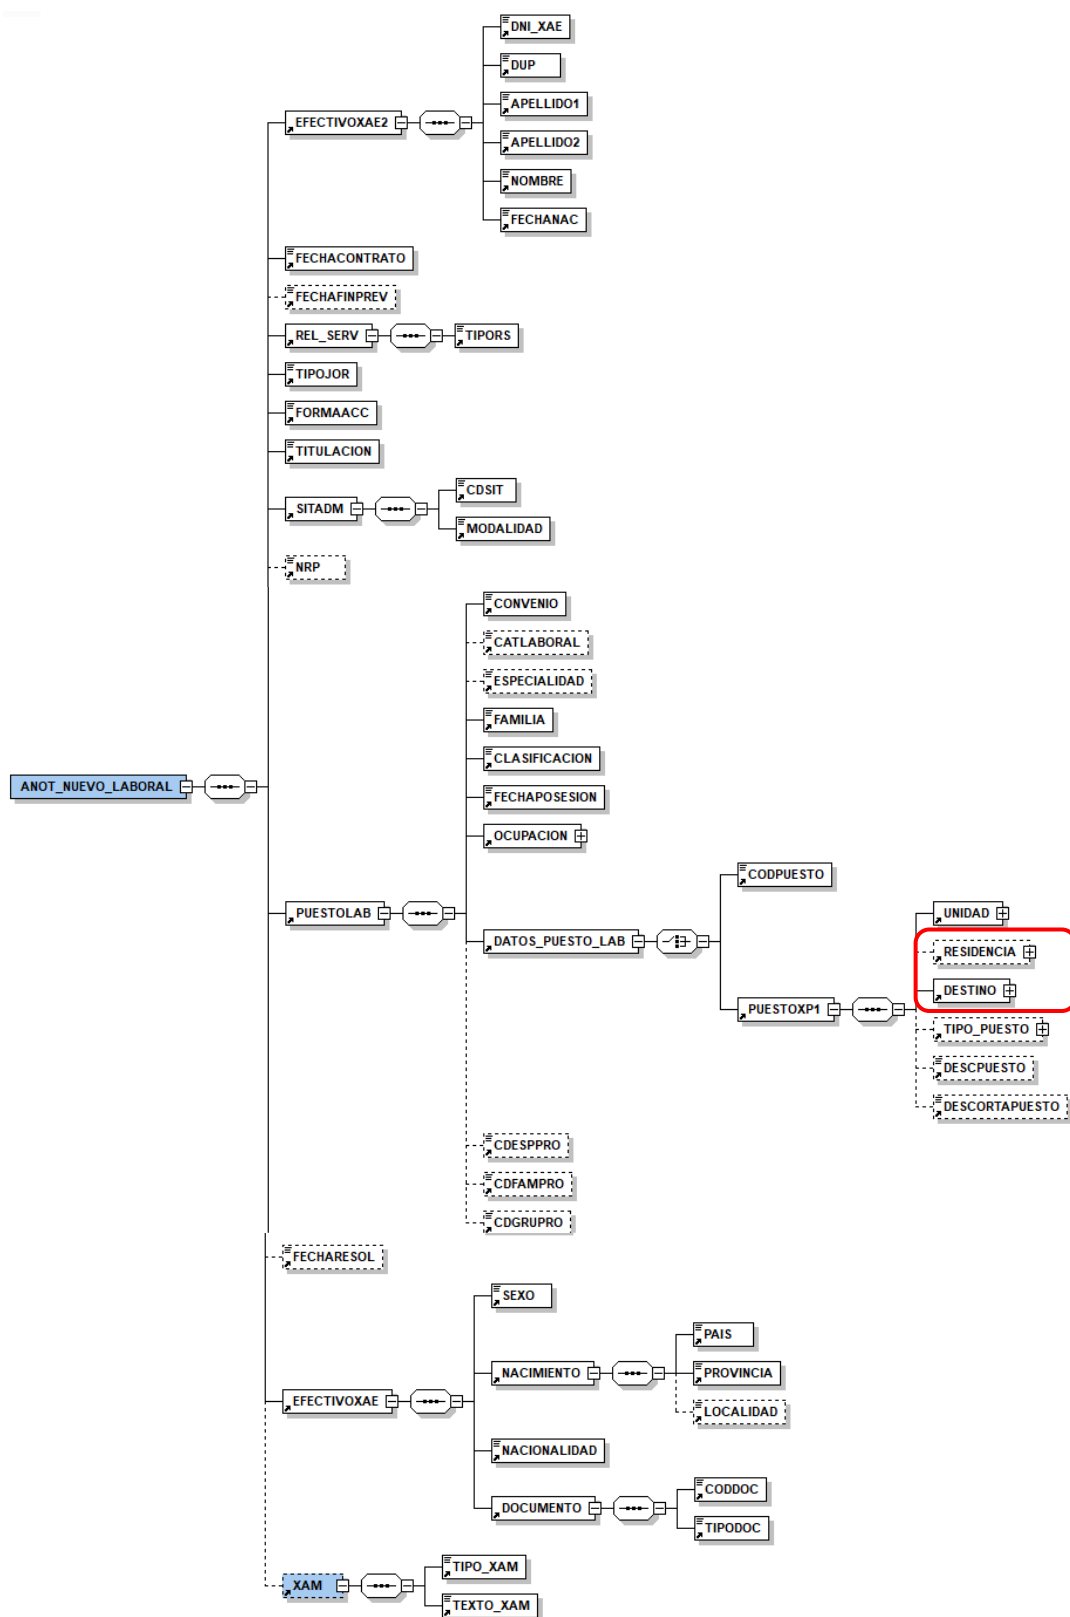 DNI_XAE
DUP
APELLIDO1
EFECTIVOXAE2
APELLIDO2
NOMBRE
FECHANAC
FECHACONTRATO
FECHAFINPREV
REL_SERV
TIPORS
TIPOJOR
FORMAACC
TITULACION
CDSIT
SITADM
MODALIDAD
NRP
CONVENIO
CATLABORAL
ESPECIALIDAD
FAMILIA
CLASIFICACION
ANOT_NUEVO_LABORAL
FECHAPOSESION
OCUPACION
CODPUESTO
PUESTOLAB
UNIDAD
DATOS_PUESTO_LAB
RESIDENCIA
DESTINO
PUESTOXP1
TIPO_PUESTO
DESCPUESTO
DESCORTAPUESTO
CDESPPRO
CDFAMPRO
CDGRUPRO
FECHARESOL
SEXO
PAIS
NACIMIENTO
PROVINCIA
EFECTIVOXAE
LOCALIDAD
NACIONALIDAD
CODDOC
DOCUMENTO
TIPODOC
TIPO_XAM
XAM
TEXTO_XAM